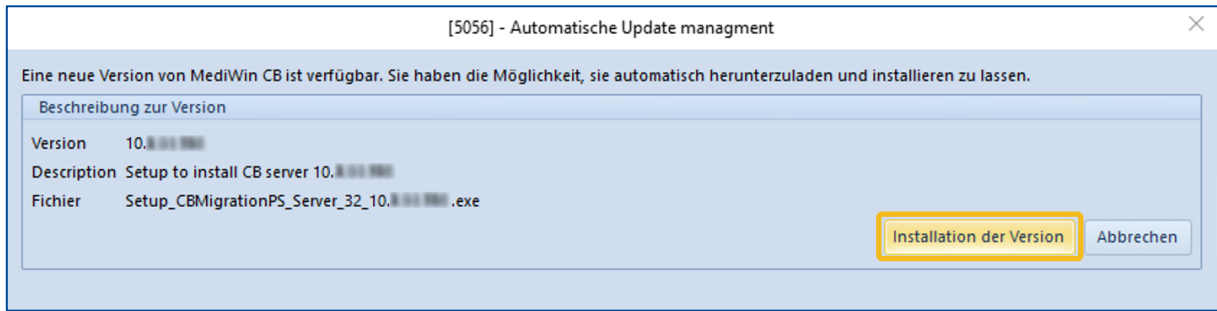 [5056] - Automatische Update managment
Eine neue Version von MediWin CB ist verfügbar. Sie haben die Möglichkeit, sie automatisch herunterzuladen und installieren zu lassen.
Beschreibung zur Version
Version 10.
Description Setup to install CB server 10.
Fichier Setup_CBMigrationPS_Server_32_10. .exe
Installation der Version Abbrechen